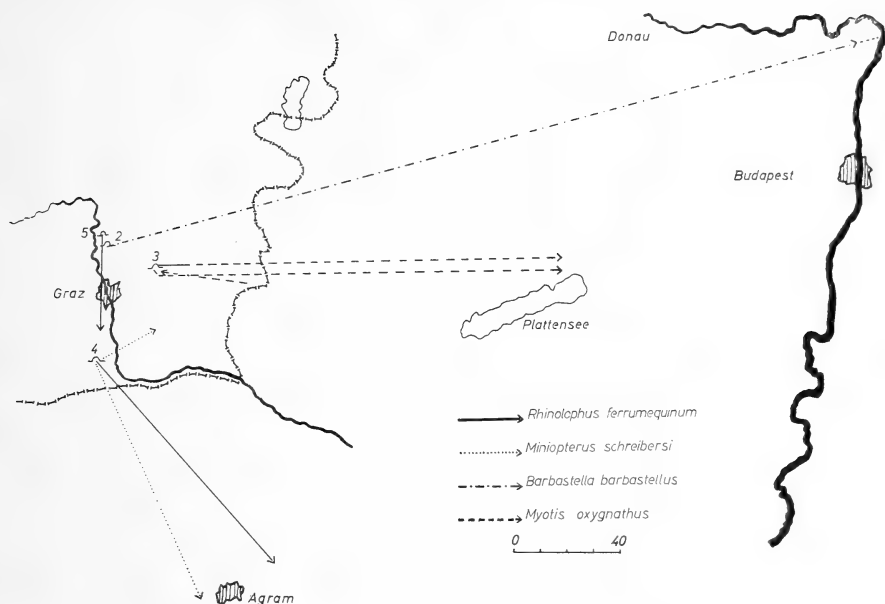 Donau
Budapest
5
2
3
Graz
Plattensee
4
Rhinolophus ferrumequinum
Miniopterus schreibersi
Barbastella barbastellus
Myotis oxygnathus
0 40
Agram